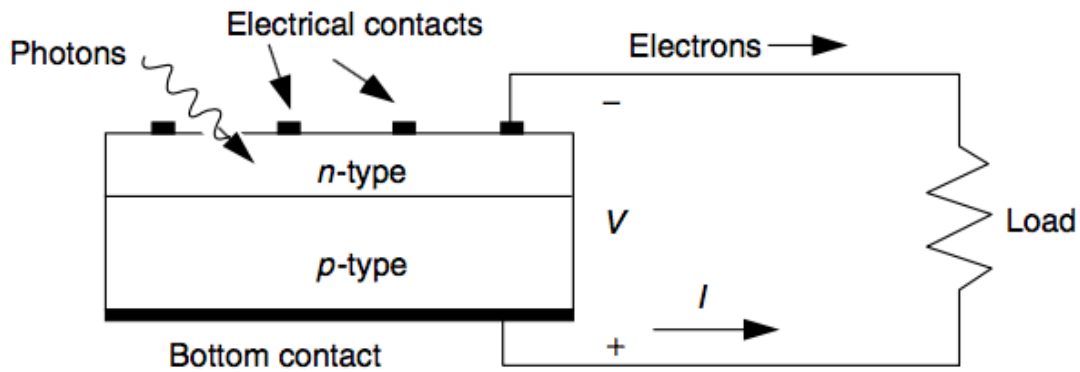 Electrical contacts
Photons
Electrons
–
n-type
V
Load
p-type
I
+
Bottom contact